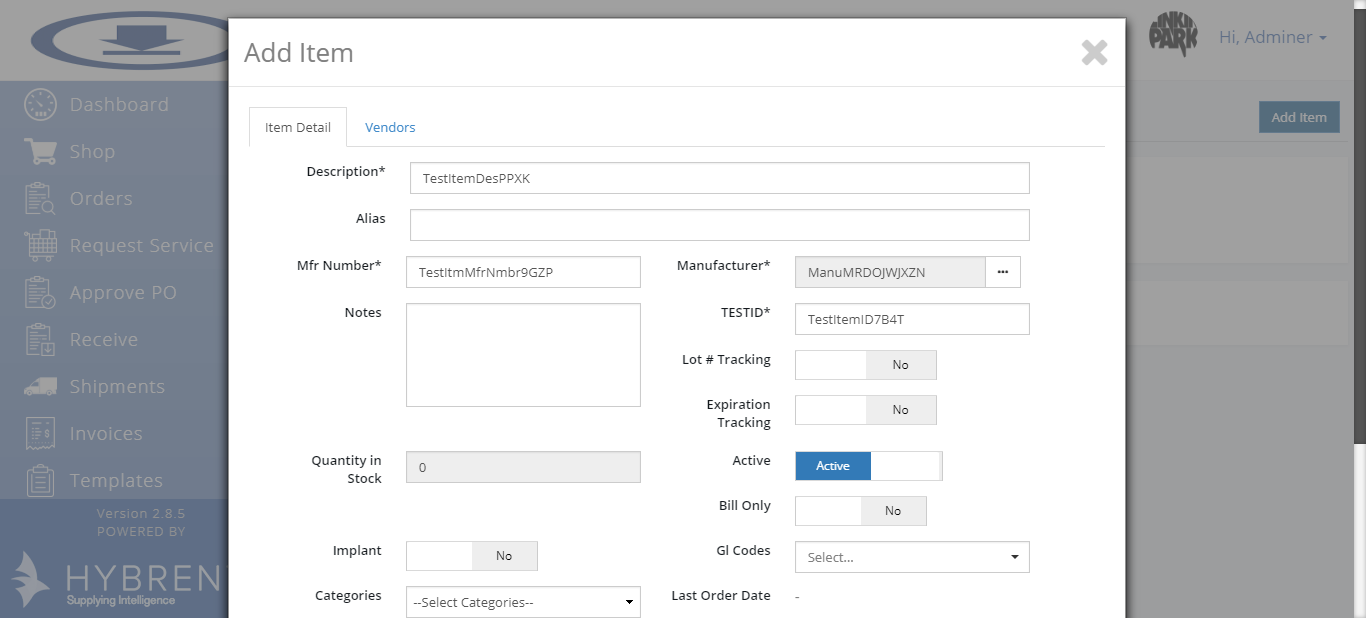 Add Item
LINKIN PARK
Hi, Adminer
Dashboard
Shop
Orders
Request Service
Approve PO
Receive
Shipments
Invoices
Templates
Version 2.8.5
POWERED BY
HYBREN
Supplying Intelligence
Add Item
Item Detail
Vendors
Description*
TestItemDesPPXK
Alias
Mfr Number*
TestItmMfrNmbr9GZP
Manufacturer*
ManuMRDOJWJXZN
...
Notes
TESTID*
TestItemID7B4T
Lot # Tracking
No
Expiration
Tracking
No
Quantity in
Stock
0
Active
Active
Bill Only
No
Implant
No
Gl Codes
Select...
Categories
--Select Categories--
Last Order Date
-